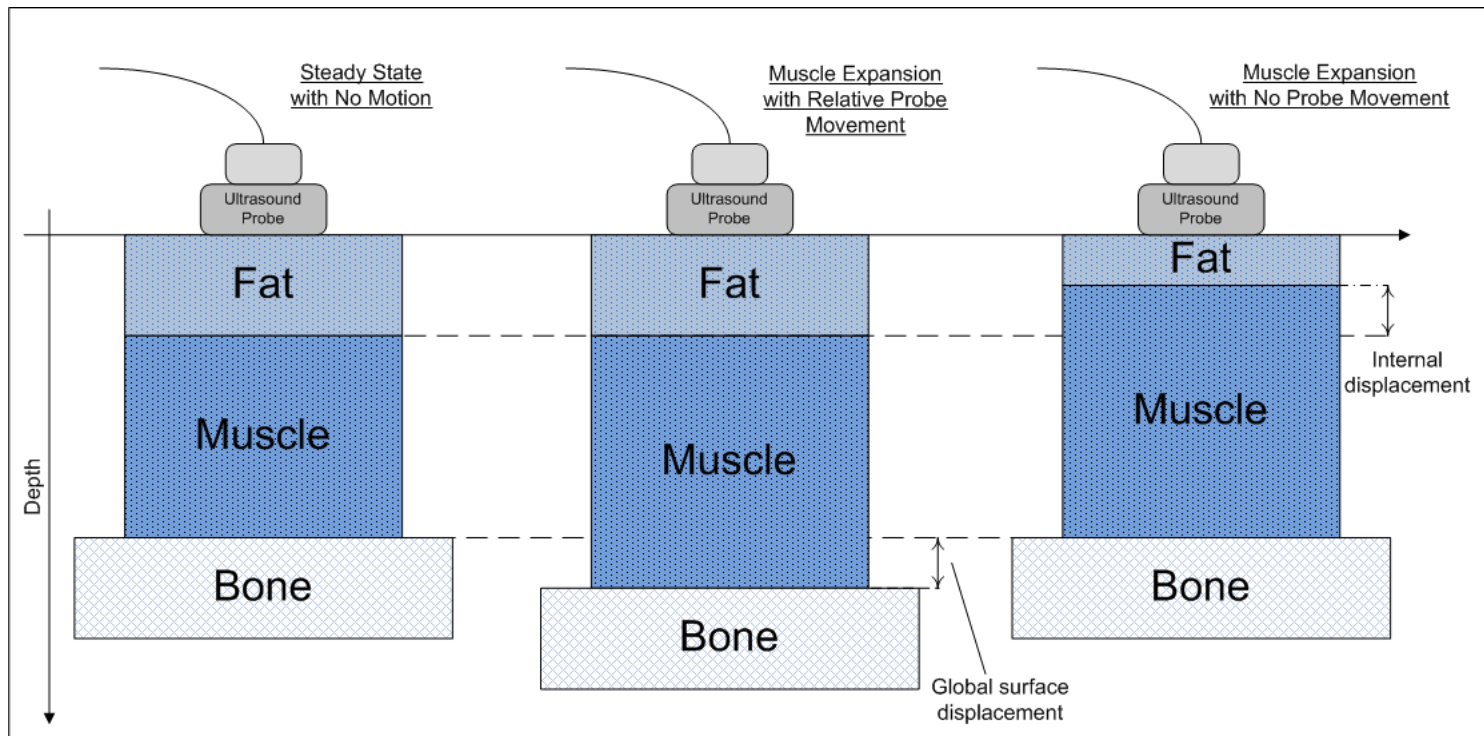 Steady State
with No Motion
Muscle Expansion
with Relative Probe
Movement
Muscle Expansion
with No Probe Movement
Ultrasound
Probe
Ultrasound
Probe
Ultrasound
Probe
Fat
Fat
Fat
Internal
displacement
Muscle
Muscle
Muscle
Depth
Bone
Bone
Bone
Global surface
displacement